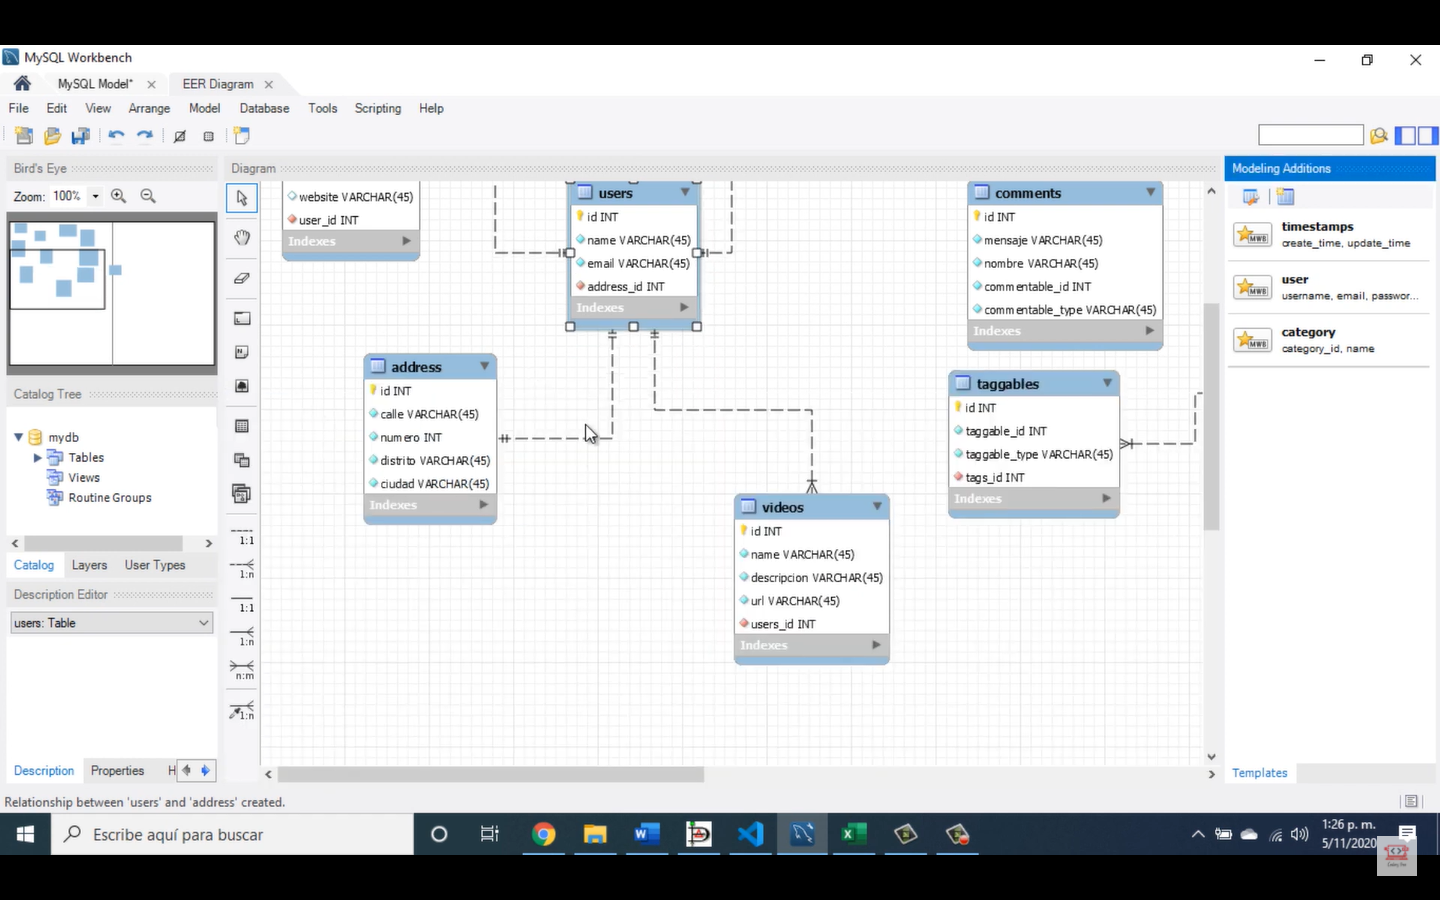 MySQL Workbench
MySQL Model*
EER Diagram
File Edit View Arrange Model Database Tools Scripting Help
Bird's Eye
Zoom: 100%
Diagram
Modeling Additions
website VARCHAR(45)
user_id INT
Indexes
users
id INT
name VARCHAR(45)
email VARCHAR(45)
address_id INT
Indexes
comments
id INT
mensaje VARCHAR(45)
nombre VARCHAR(45)
commentable_id INT
commentable_type VARCHAR(45)
Indexes
timestamps
create_time, update_time
user
username, email, passwor...
category
category_id, name
address
id INT
calle VARCHAR(45)
numero INT
distrito VARCHAR(45)
ciudad VARCHAR(45)
Indexes
taggables
id INT
taggable_id INT
taggable_type VARCHAR(45)
tags_id INT
Indexes
videos
id INT
name VARCHAR(45)
descripcion VARCHAR(45)
url VARCHAR(45)
users_id INT
Indexes
Catalog Tree
mydb
Tables
Views
Routine Groups
Catalog Layers User Types
Description Editor
users: Table
1:1
1:n
1:1
1:n
n:m
1:n
Description Properties H
Templates
Relationship between 'users' and 'address' created.
Escribe aquí para buscar
1:26 p. m.
5/11/2020